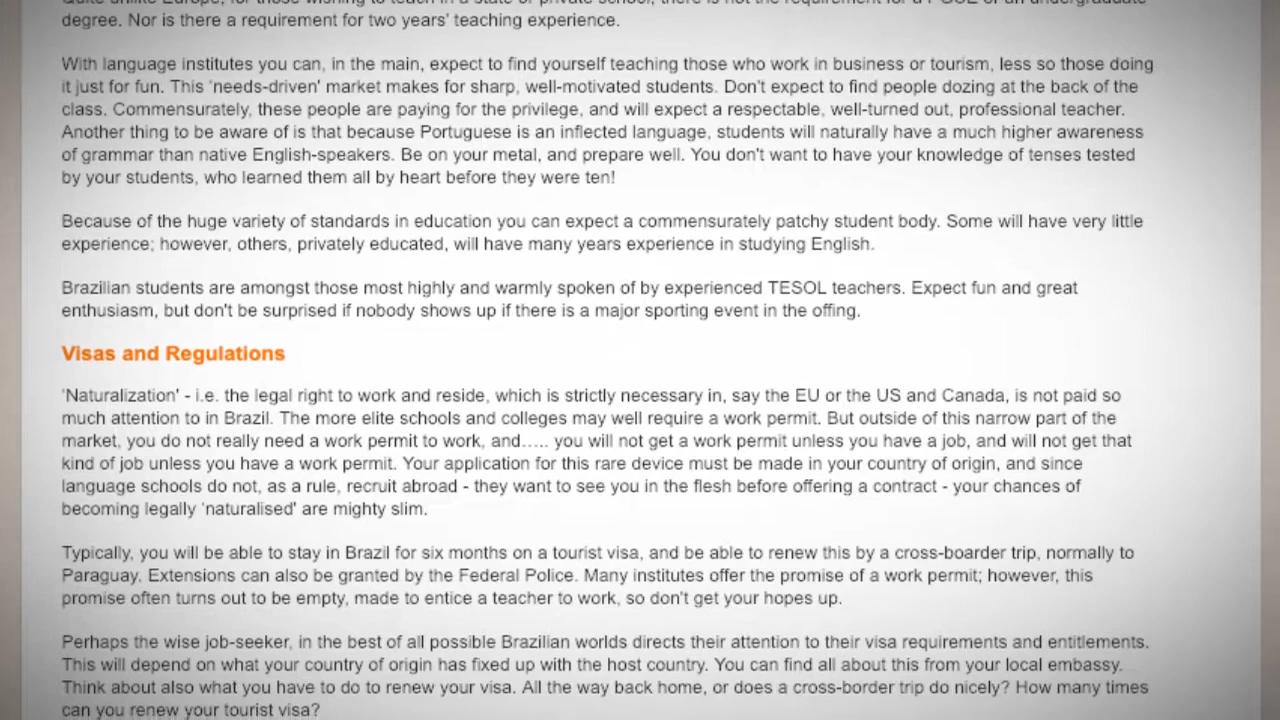 degree. Nor is there a requirement for two years' teaching experience.
With language institutes you can, in the main, expect to find yourself teaching those who work in business or tourism, less so those doing
it just for fun. This 'needs-driven' market makes for sharp, well-motivated students. Don't expect to find people dozing at the back of the
class. Commensurately, these people are paying for the privilege, and will expect a respectable, well-turned out, professional teacher.
Another thing to be aware of is that because Portuguese is an inflected language, students will naturally have a much higher awareness
of grammar than native English-speakers. Be on your metal, and prepare well. You don't want to have your knowledge of tenses tested
by your students, who learned them all by heart before they were ten!
Because of the huge variety of standards in education you can expect a commensurately patchy student body. Some will have very little
experience; however, others, privately educated, will have many years experience in studying English.
Brazilian students are amongst those most highly and warmly spoken of by experienced TESOL teachers. Expect fun and great
enthusiasm, but don't be surprised if nobody shows up if there is a major sporting event in the offing.
Visas and Regulations
'Naturalization' - i.e. the legal right to work and reside, which is strictly necessary in, say the EU or the US and Canada, is not paid so
much attention to in Brazil. The more elite schools and colleges may well require a work permit. But outside of this narrow part of the
market, you do not really need a work permit to work, and..... you will not get a work permit unless you have a job, and will not get that
kind of job unless you have a work permit. Your application for this rare device must be made in your country of origin, and since
language schools do not, as a rule, recruit abroad - they want to see you in the flesh before offering a contract - your chances of
becoming legally 'naturalised' are mighty slim.
Typically, you will be able to stay in Brazil for six months on a tourist visa, and be able to renew this by a cross-boarder trip, normally to
Paraguay. Extensions can also be granted by the Federal Police. Many institutes offer the promise of a work permit; however, this
promise often turns out to be empty, made to entice a teacher to work, so don't get your hopes up.
Perhaps the wise job-seeker, in the best of all possible Brazilian worlds directs their attention to their visa requirements and entitlements.
This will depend on what your country of origin has fixed up with the host country. You can find all about this from your local embassy.
Think about also what you have to do to renew your visa. All the way back home, or does a cross-border trip do nicely? How many times
can you renew your tourist visa?